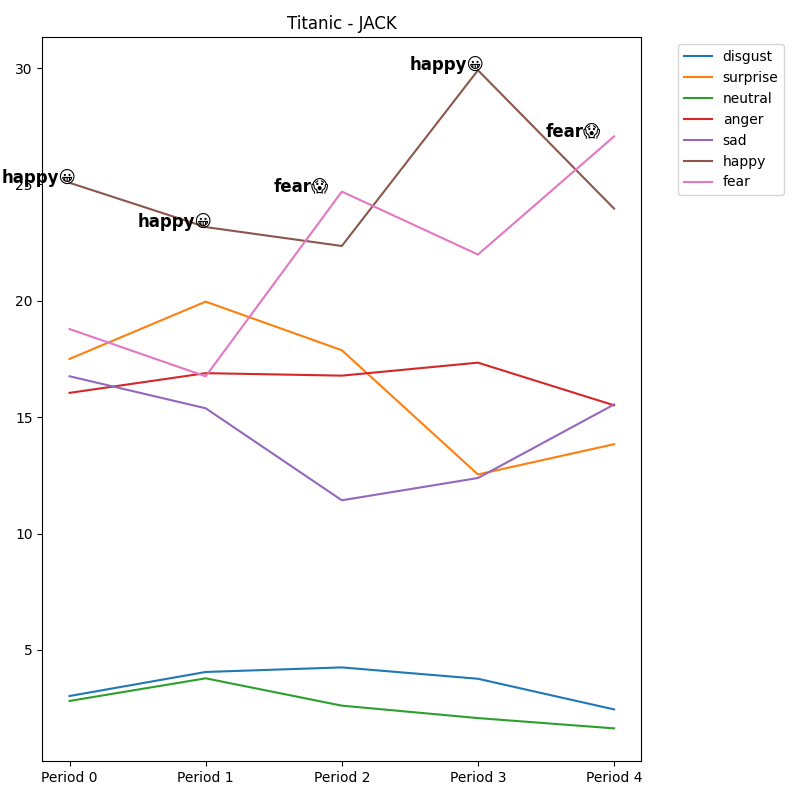 Titanic - JACK
30
25
20
15
10
5
happy😀
happy😀
fear😱
happy😀
fear😱
Period 0 Period 1 Period 2 Period 3 Period 4
disgust
surprise
neutral
anger
sad
happy
fear